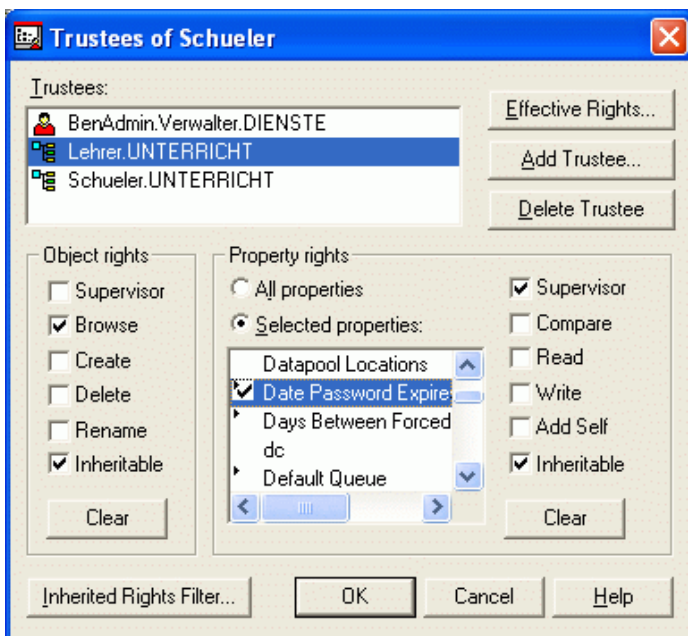 Trustees of Schueler
Trustees:
BenAdmin.Verwalter.DIENSTE
Lehrer.UNTERRICHT
Schueler.UNTERRICHT
Effective Rights...
Add Trustee...
Delete Trustee
Object rights
Supervisor
Browse
Create
Delete
Rename
Inheritable
Clear
Property rights
All properties
Selected properties:
Datapool Locations
Date Password Expire
Days Between Forced
dc
Default Queue
Supervisor
Compare
Read
Write
Add Self
Inheritable
Clear
Inherited Rights Filter...
OK
Cancel
Help